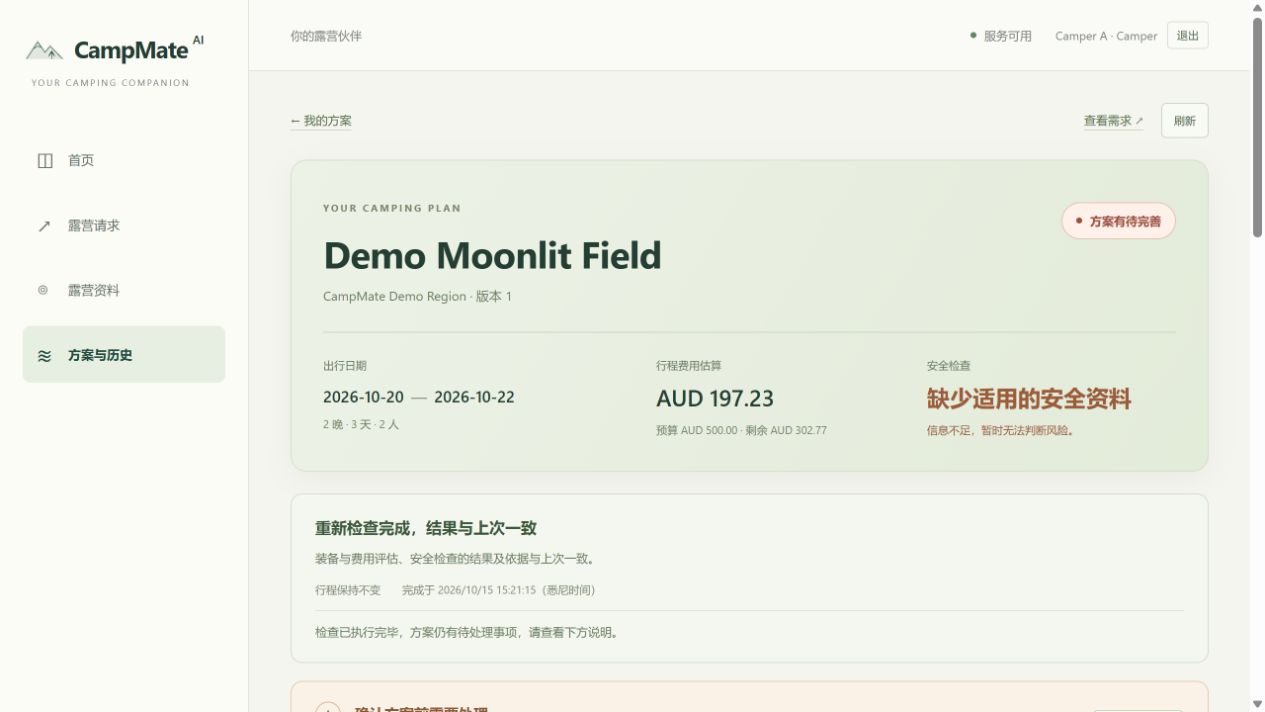 CampMate AI
YOUR CAMPING COMPANION
首页
露营请求
露营资料
方案与历史
你的露营伙伴
服务可用
Camper A · Camper
退出
← 我的方案
查看需求 ↗
刷新
YOUR CAMPING PLAN
方案有待完善
Demo Moonlit Field
CampMate Demo Region · 版本 1
出行日期
2026-10-20 — 2026-10-22
2 晚 · 3 天 · 2 人
行程费用估算
AUD 197.23
预算 AUD 500.00 · 剩余 AUD 302.77
安全检查
缺少适用的安全资料
信息不足，暂时无法判断风险。
重新检查完成，结果与上次一致
装备与费用评估、安全检查的结果及依据与上次一致。
行程保持不变 完成于 2026/10/15 15:21:15（悉尼时间）
检查已执行完毕，方案仍有待处理事项，请查看下方说明。
确认方案前需要处理